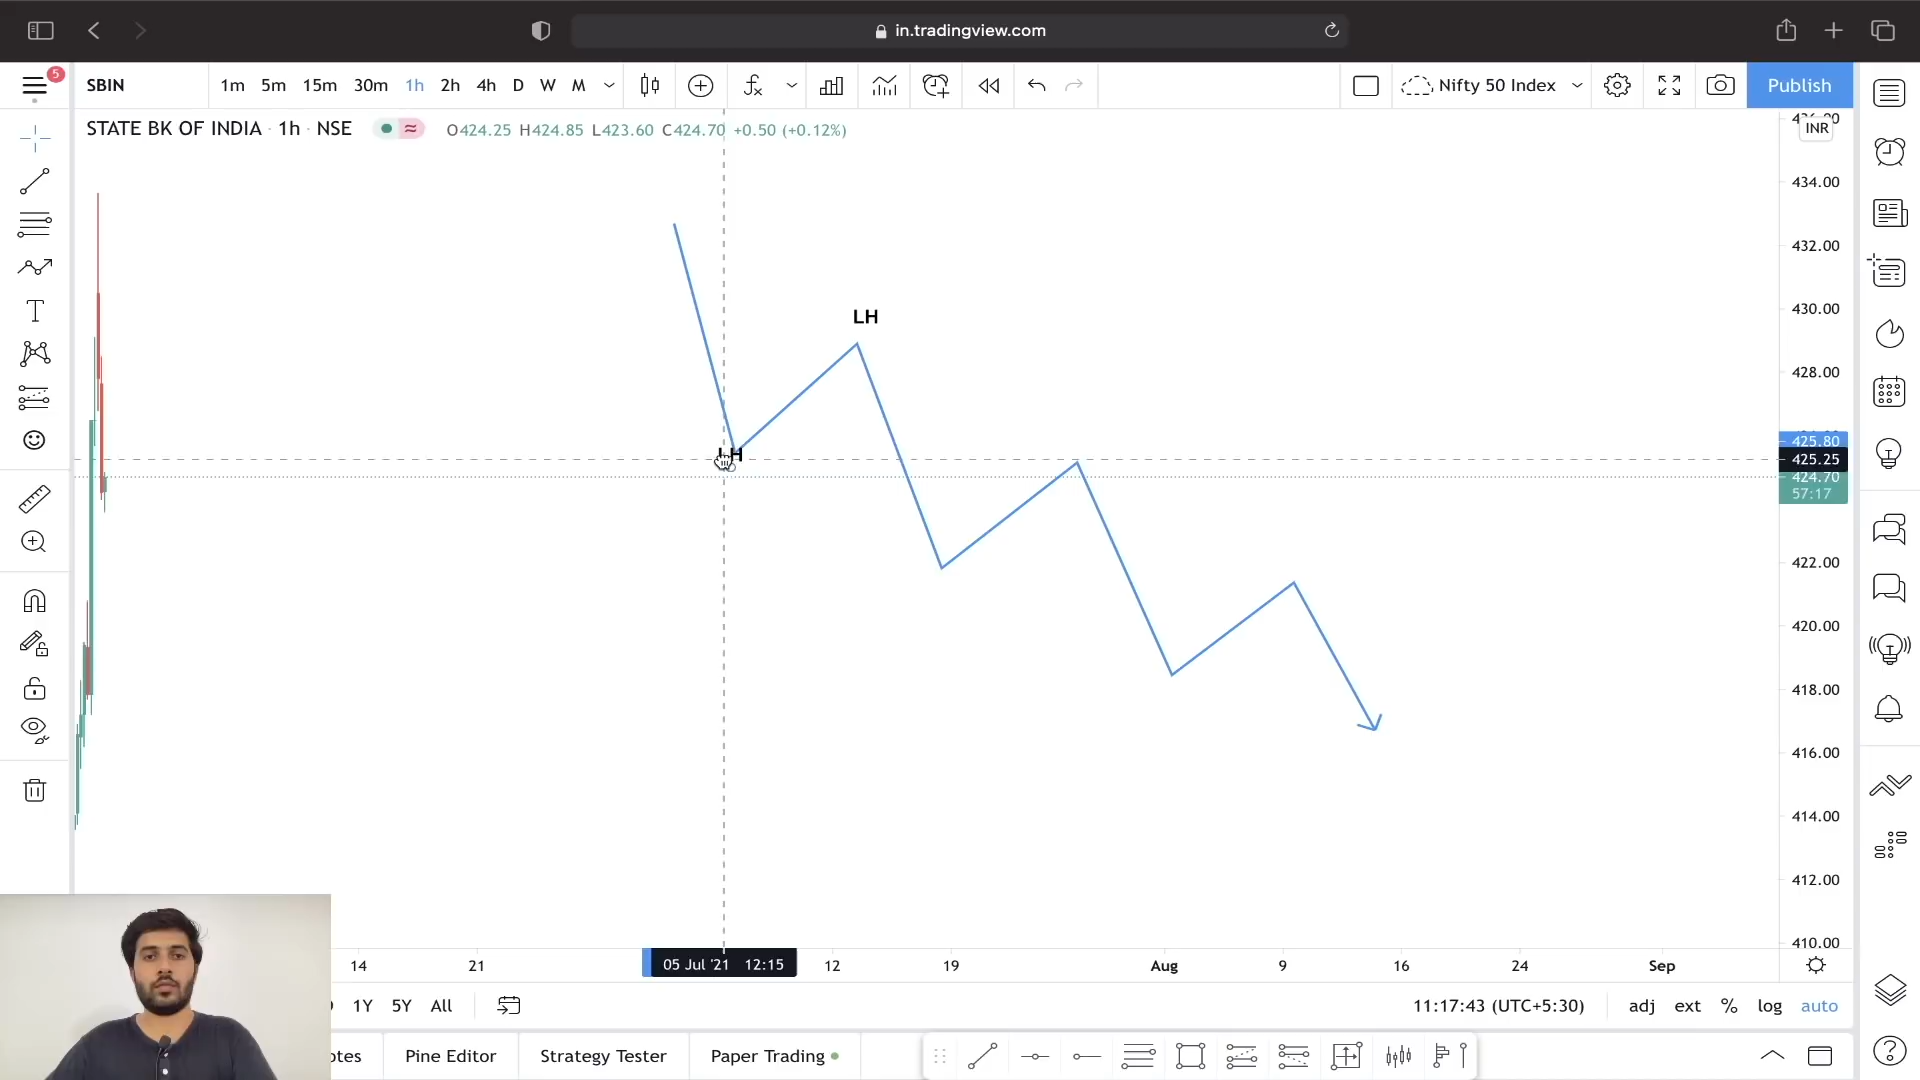 in.tradingview.com
5
SBIN 1m 5m 15m 30m 1h 2h 4h D W M Nifty 50 Index Publish
STATE BK OF INDIA · 1h · NSE O424.25 H424.85 L423.60 C424.70 +0.50 (+0.12%)
INR
434.00
432.00
430.00
LH
428.00
425.80
LH
425.25
424.70
57:17
422.00
420.00
418.00
416.00
414.00
412.00
410.00
14 21 05 Jul '21 12:15 12 19 Aug 9 16 24 Sep
1Y 5Y All 11:17:43 (UTC+5:30) adj ext % log auto
otes Pine Editor Strategy Tester Paper Trading